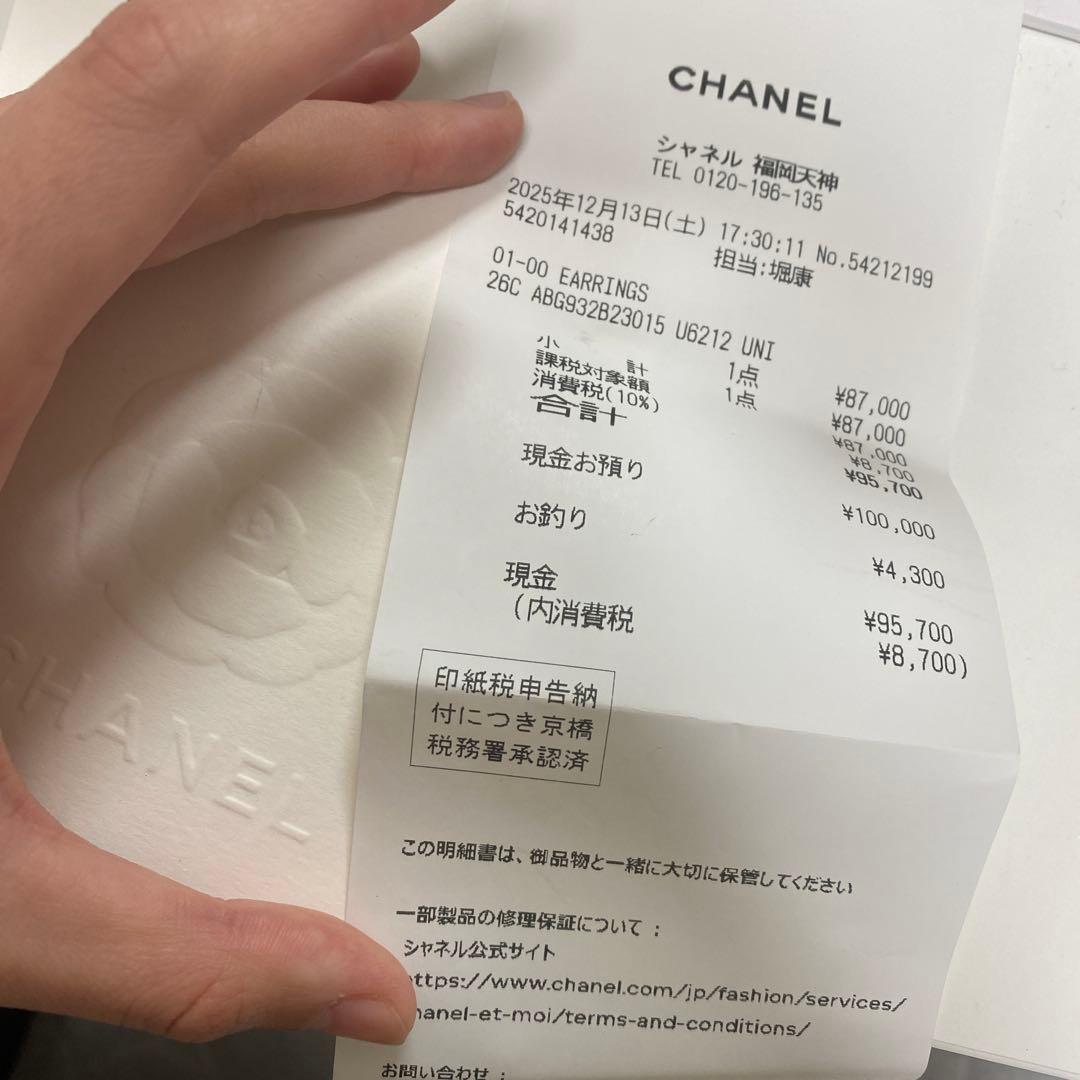 CHANEL
シャネル 福岡天神
TEL 0120-196-135
2025年12月13日(土) 17:30:11 No.54212199
5420141438 担当:堀康
01-00 EARRINGS
26C ABG932B23015 U6212 UNI
1点 ¥87,000
小 計 1点 ¥87,000
課税対象額 ¥87,000
消費税(10%) ¥8,700
合計 ¥95,700
現金お預り ¥100,000
お釣り ¥4,300
現金 ¥95,700
(内消費税 ¥8,700)
印紙税申告納
付につき京橋
税務署承認済
この明細書は、御品物と一緒に大切に保管してください
一部製品の修理保証について :
シャネル公式サイト
ttps://www.chanel.com/jp/fashion/services/
hanel-et-moi/terms-and-conditions/
お問い合わせ :
CHANEL